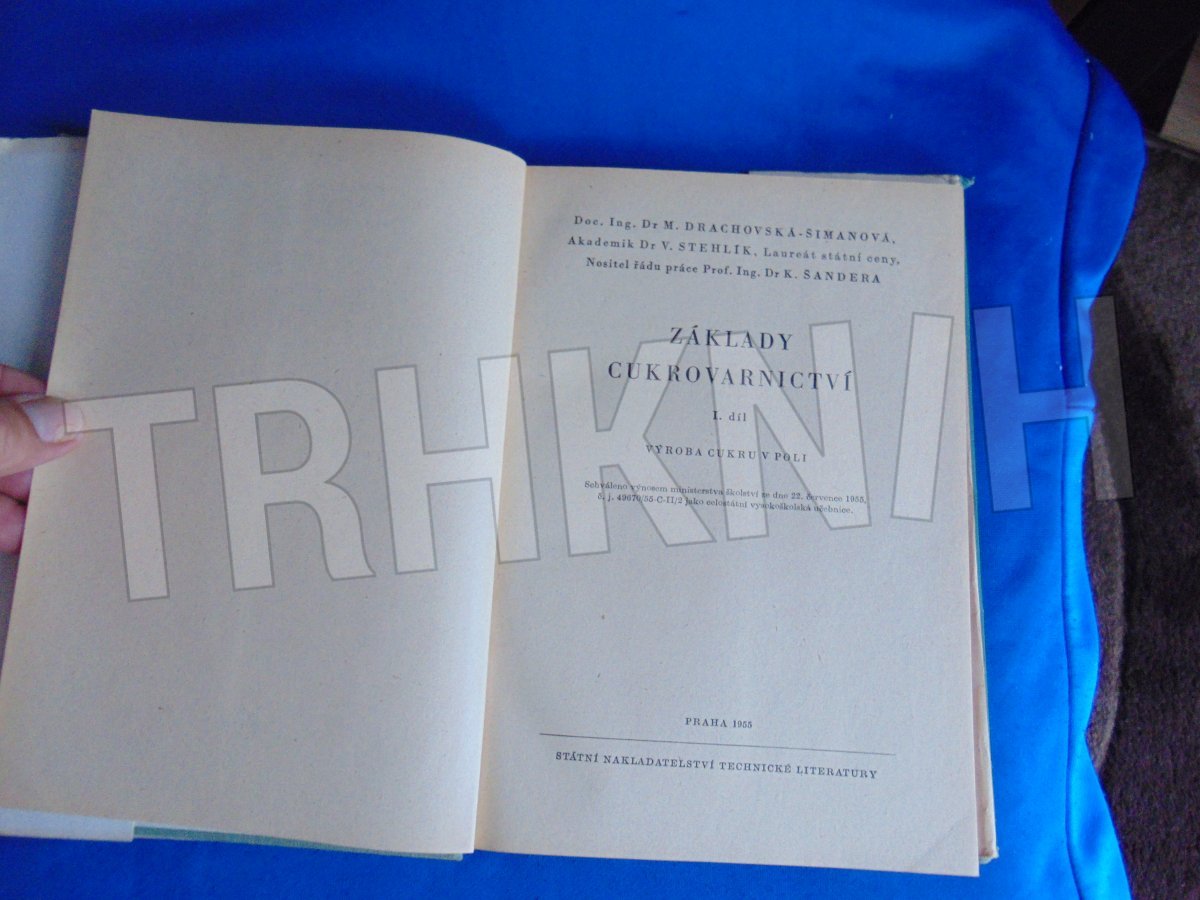 Doc. Ing. Dr M. DRACHOVSKÁ-ŠIMANOVÁ,
Akademik Dr V. STEHLÍK, Laureát státní ceny,
Nositel řádu práce Prof. Ing. Dr K. ŠANDERA
ZÁKLADY
CUKROVARNICTVÍ
I. díl
VÝROBA CUKRU V POLI
Schváleno výnosem ministerstva školství ze dne 22. července 1955,
č. j. 49670/55-C-II/2 jako celostátní vysokoškolská učebnice.
TRHKNIH
PRAHA 1955
STÁTNÍ NAKLADATELSTVÍ TECHNICKÉ LITERATURY